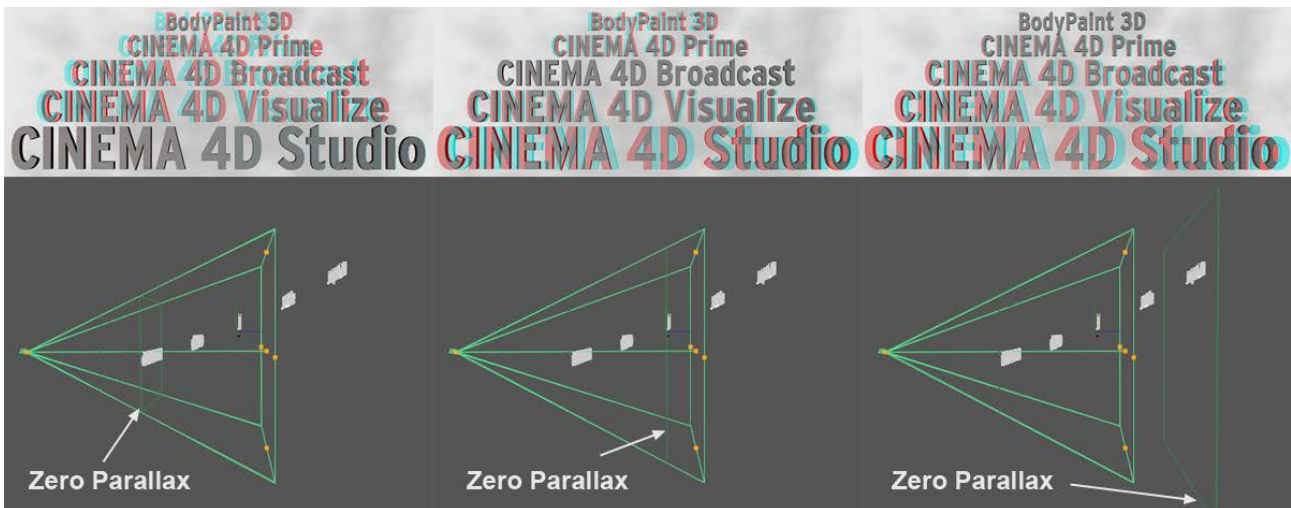 BodyPaint 3D
CINEMA 4D Prime
CINEMA 4D Broadcast
CINEMA 4D Visualize
CINEMA 4D Studio
Zero Parallax
BodyPaint 3D
CINEMA 4D Prime
CINEMA 4D Broadcast
CINEMA 4D Visualize
CINEMA 4D Studio
Zero Parallax
BodyPaint 3D
CINEMA 4D Prime
CINEMA 4D Broadcast
CINEMA 4D Visualize
CINEMA 4D Studio
Zero Parallax